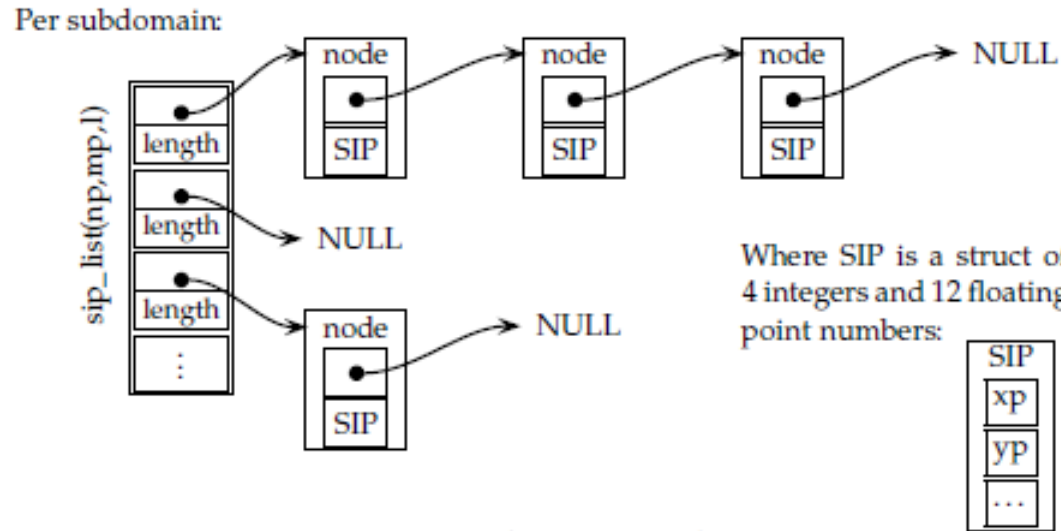 Per subdomain:
node
node
node
NULL
sip_list(np,mp,l)
length
SIP
SIP
SIP
length
NULL
length
node
NULL
SIP
⋮
Where SIP is a struct
4 integers and 12 floating
point numbers:
SIP
xp
yp
...